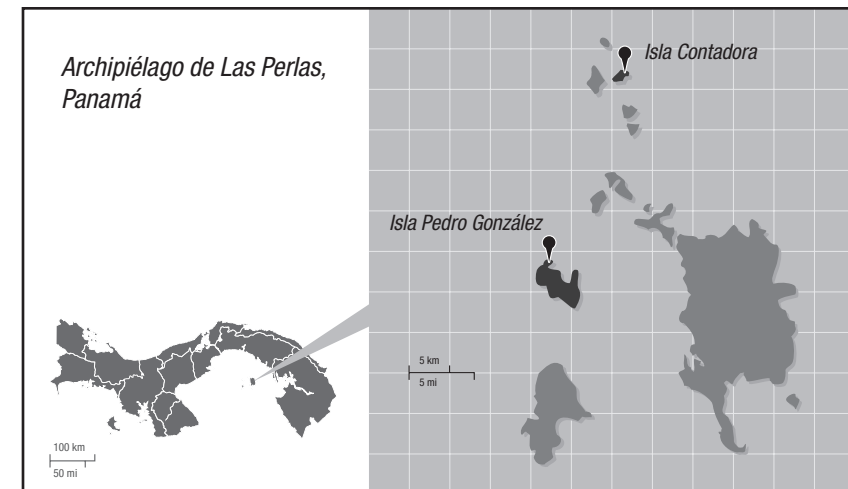 Archipiélago de Las Perlas,
Panamá
Isla Contadora
Isla Pedro González
5 km
5 mi
100 km
50 mi